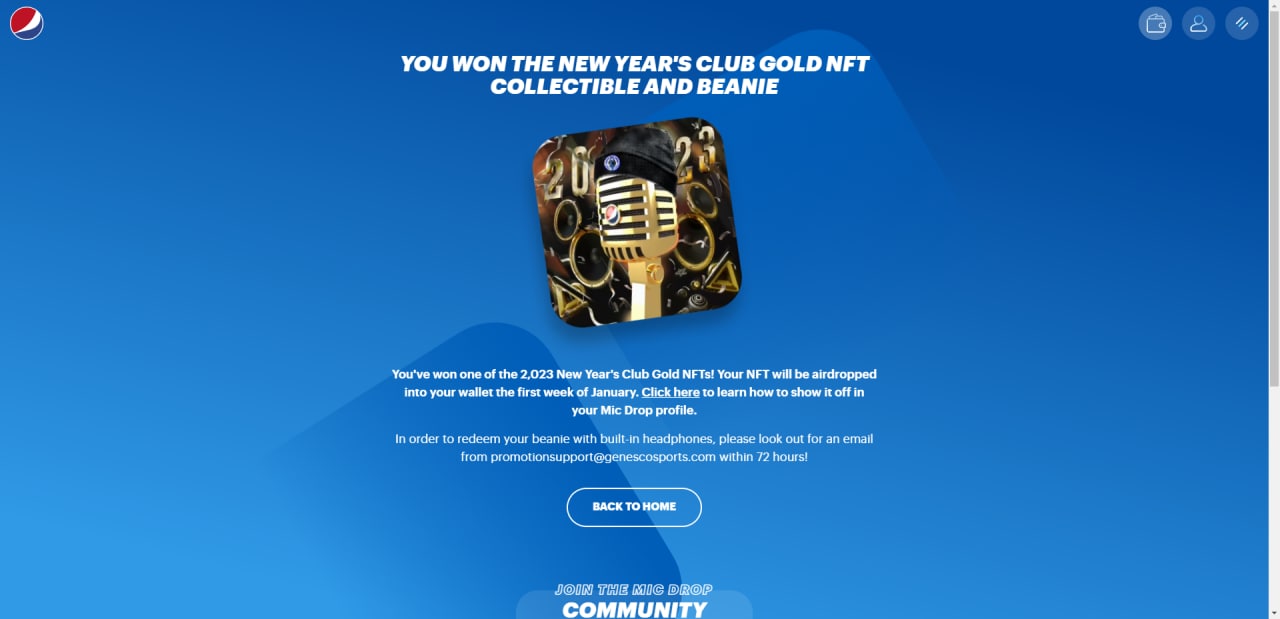 YOU WON THE NEW YEAR'S CLUB GOLD NFT
COLLECTIBLE AND BEANIE
20 23
You've won one of the 2,023 New Year's Club Gold NFTs! Your NFT will be airdropped
into your wallet the first week of January. Click here to learn how to show it off in
your Mic Drop profile.
In order to redeem your beanie with built-in headphones, please look out for an email
from promotionsupport@genescosports.com within 72 hours!
BACK TO HOME
JOIN THE MIC DROP
COMMUNITY